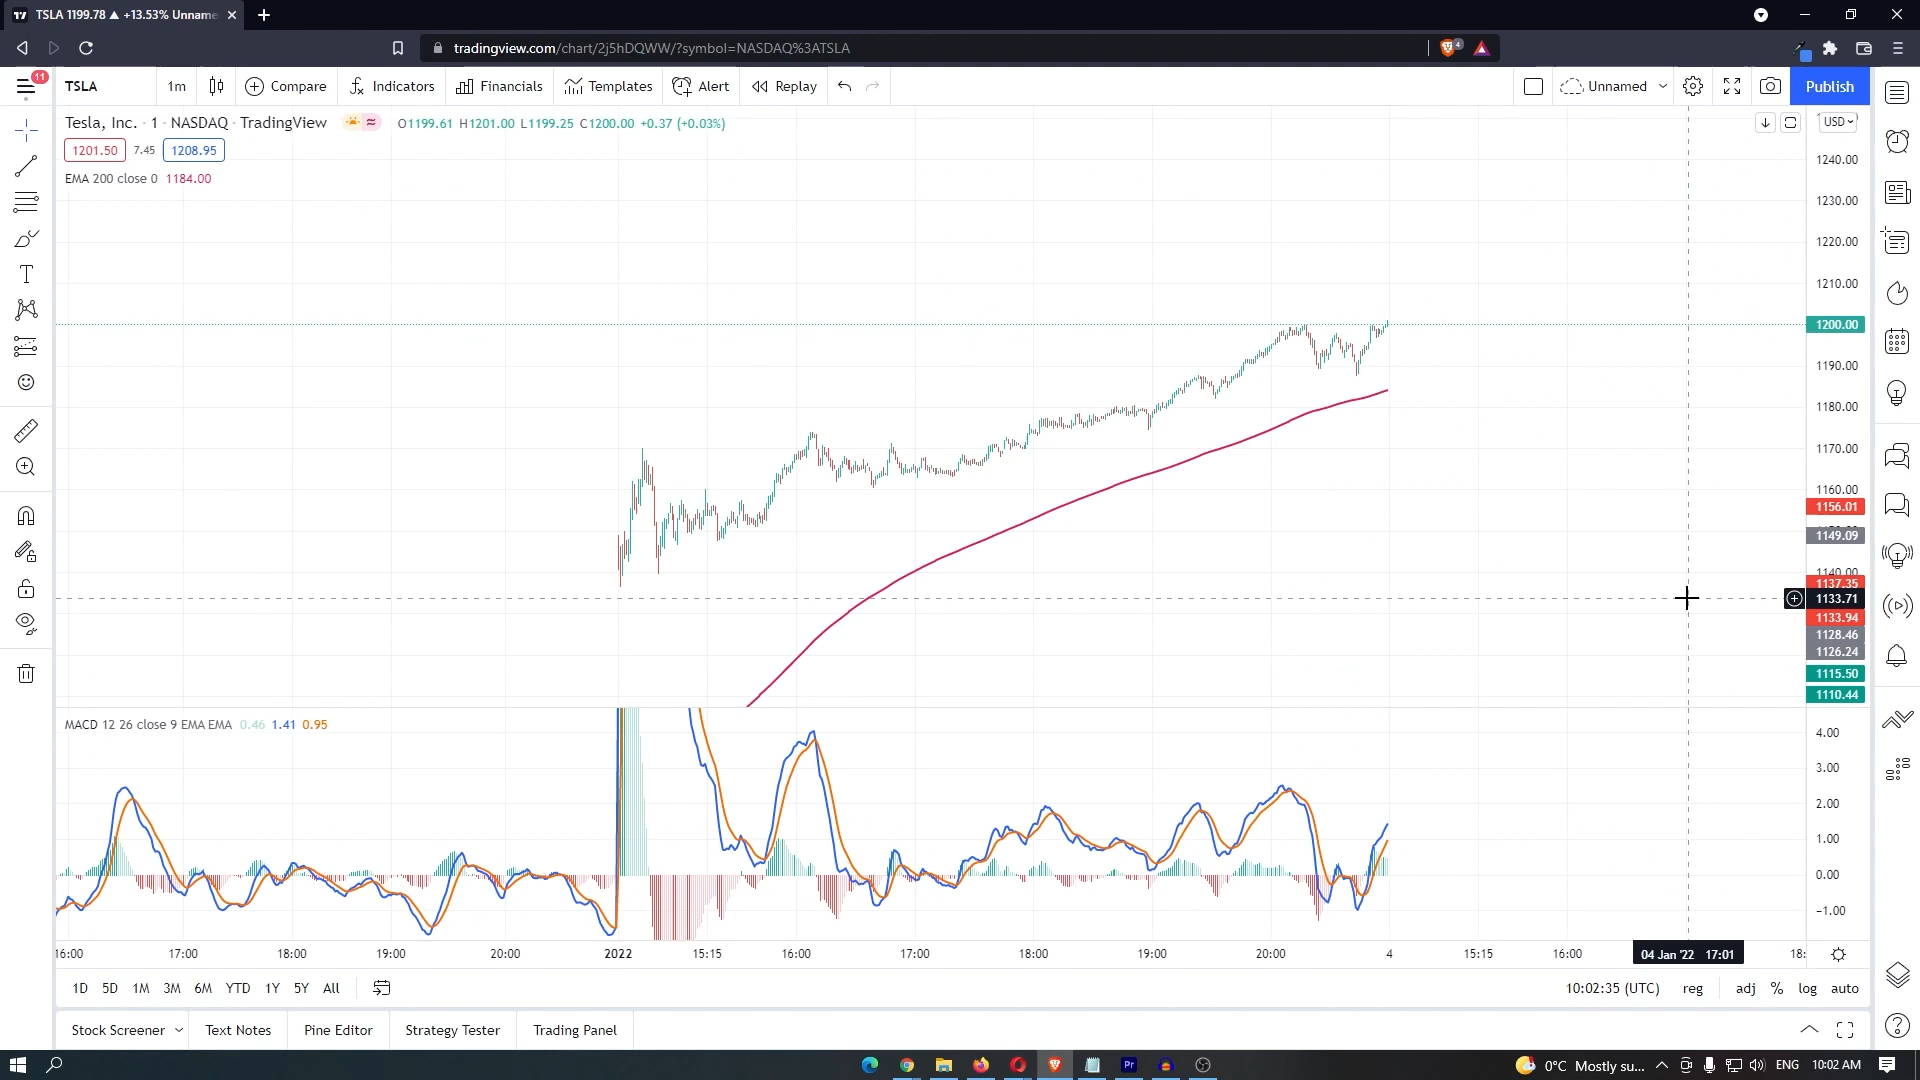 TSLA 1199.78 ▲ +13.53% Unname
tradingview.com/chart/2j5hDQWW/?symbol=NASDAQ%3ATSLA
4
11
TSLA 1m Compare Indicators Financials Templates Alert Replay Unnamed Publish
Tesla, Inc. · 1 · NASDAQ · TradingView O1199.61 H1201.00 L1199.25 C1200.00 +0.37 (+0.03%)
USD
1201.50 7.45 1208.95
EMA 200 close 0 1184.00
1240.00
1230.00
1220.00
1210.00
1200.00
1190.00
1180.00
1170.00
1160.00
1156.01
1149.09
1140.00
1137.35
1133.71
1133.94
1128.46
1126.24
1115.50
1110.44
MACD 12 26 close 9 EMA EMA 0.46 1.41 0.95
4.00
3.00
2.00
1.00
0.00
−1.00
16:00 17:00 18:00 19:00 20:00 2022 15:15 16:00 17:00 18:00 19:00 20:00 4 15:15 16:00 04 Jan '22 17:01 18:
1D 5D 1M 3M 6M YTD 1Y 5Y All 10:02:35 (UTC) reg adj % log auto
Stock Screener Text Notes Pine Editor Strategy Tester Trading Panel
0°C Mostly su... ENG 10:02 AM